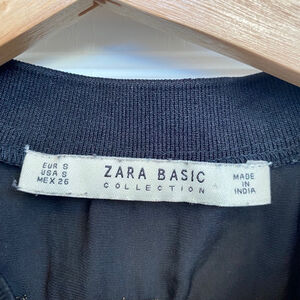 EUR S
USA S
MEX 26
ZARA BASIC
COLLECTION
MADE
IN
INDIA